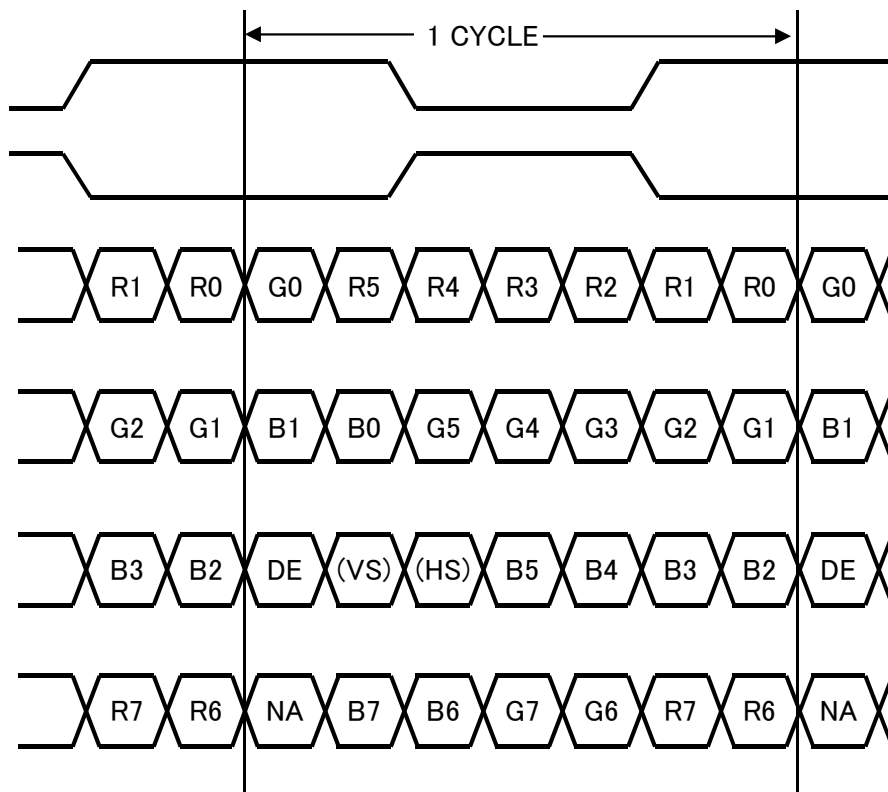 1 CYCLE
R1 R0 G0 R5 R4 R3 R2 R1 R0 G0
G2 G1 B1 B0 G5 G4 G3 G2 G1 B1
B3 B2 DE (VS) (HS) B5 B4 B3 B2 DE
R7 R6 NA B7 B6 G7 G6 R7 R6 NA